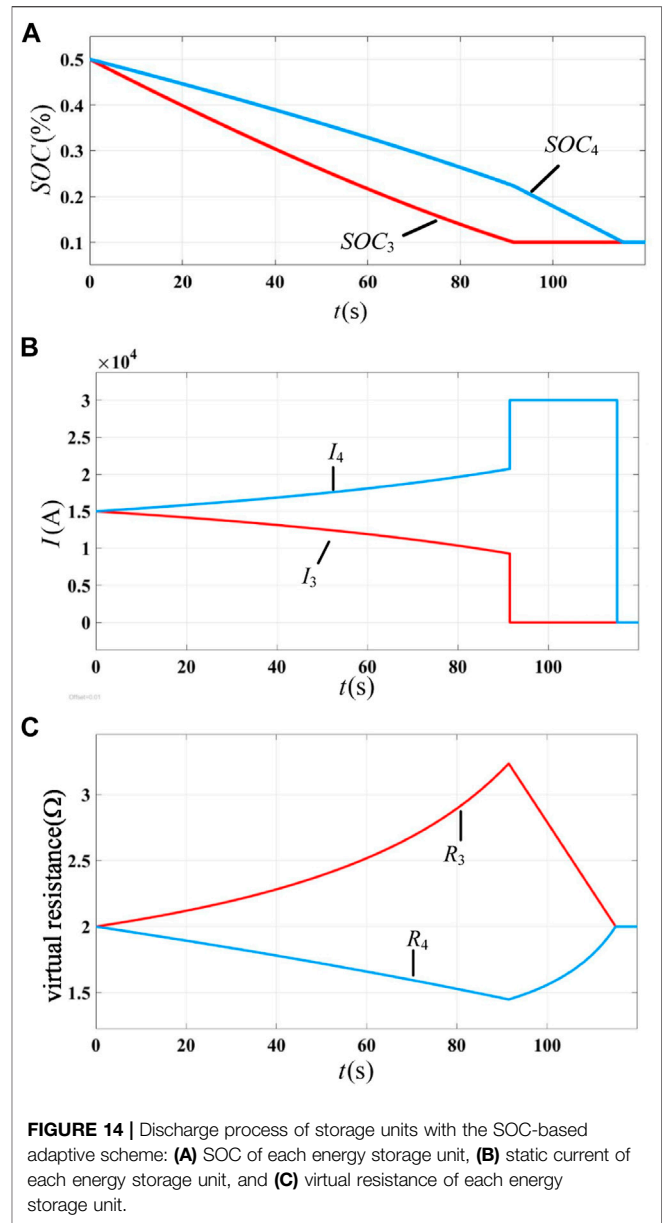 A
SOC(%)
0.5
0.4
0.3
0.2
0.1
SOC₄
SOC₃
0 20 40 60 80 100
t(s)
B
×10⁴
I(A)
3
2.5
2
1.5
1
0.5
0
I₄
I₃
0 20 40 60 80 100
t(s)
Offset=0.01
C
virtual resistance(Ω)
3
2.5
2
1.5
R₃
R₄
0 20 40 60 80 100
t(s)
FIGURE 14 | Discharge process of storage units with the SOC-based
adaptive scheme: (A) SOC of each energy storage unit, (B) static current of
each energy storage unit, and (C) virtual resistance of each energy
storage unit.